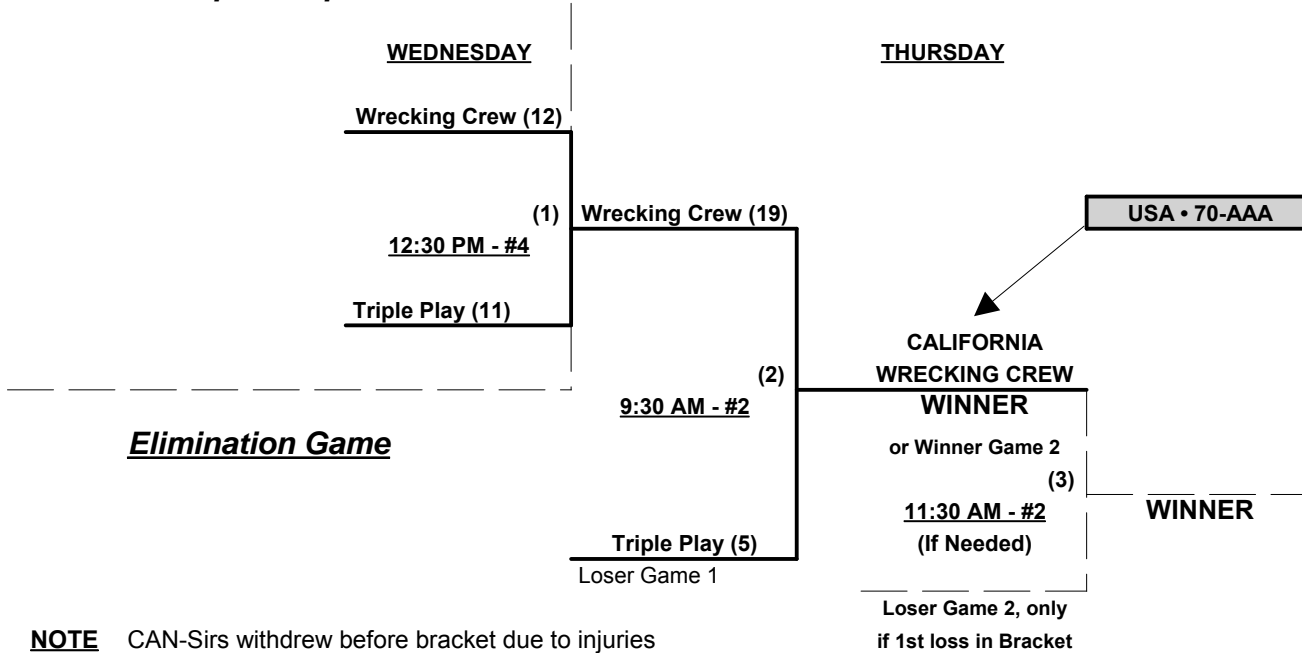 WEDNESDAY
THURSDAY
Wrecking Crew (12)
(1)
12:30 PM - #4
Triple Play (11)
Wrecking Crew (19)
USA • 70-AAA
CALIFORNIA
WRECKING CREW
WINNER
(2)
9:30 AM - #2
or Winner Game 2
(3)
11:30 AM - #2
(If Needed)
WINNER
Elimination Game
Triple Play (5)
Loser Game 1
Loser Game 2, only
if 1st loss in Bracket
NOTE CAN-Sirs withdrew before bracket due to injuries